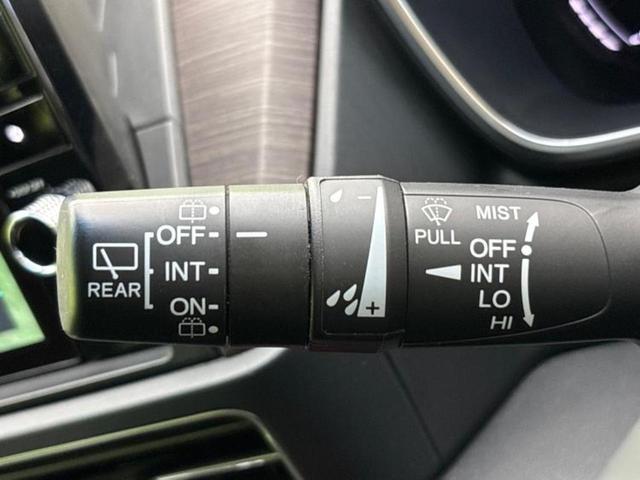 REAR
OFF
INT
ON
-
+
PULL
MIST
OFF
INT
LO
HI